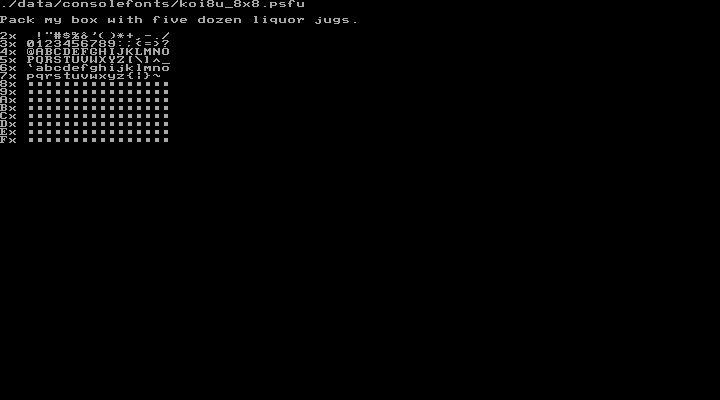 ./data/consolefonts/koi8u_8x8.psfu
Pack my box with five dozen liquor jugs.
2x  !"#$%&'()*+,-./
3x 0123456789:;<=>?
4x @ABCDEFGHIJKLMNO
5x PQRSTUVWXYZ[\]^_
6x `abcdefghijklmno
7x pqrstuvwxyz{|}~
8x ■■■■■■■■■■■■■■■■
9x ■■■■■■■■■■■■■■■■
Ax ■■■■■■■■■■■■■■■■
Bx ■■■■■■■■■■■■■■■■
Cx ■■■■■■■■■■■■■■■■
Dx ■■■■■■■■■■■■■■■■
Ex ■■■■■■■■■■■■■■■■
Fx ■■■■■■■■■■■■■■■■